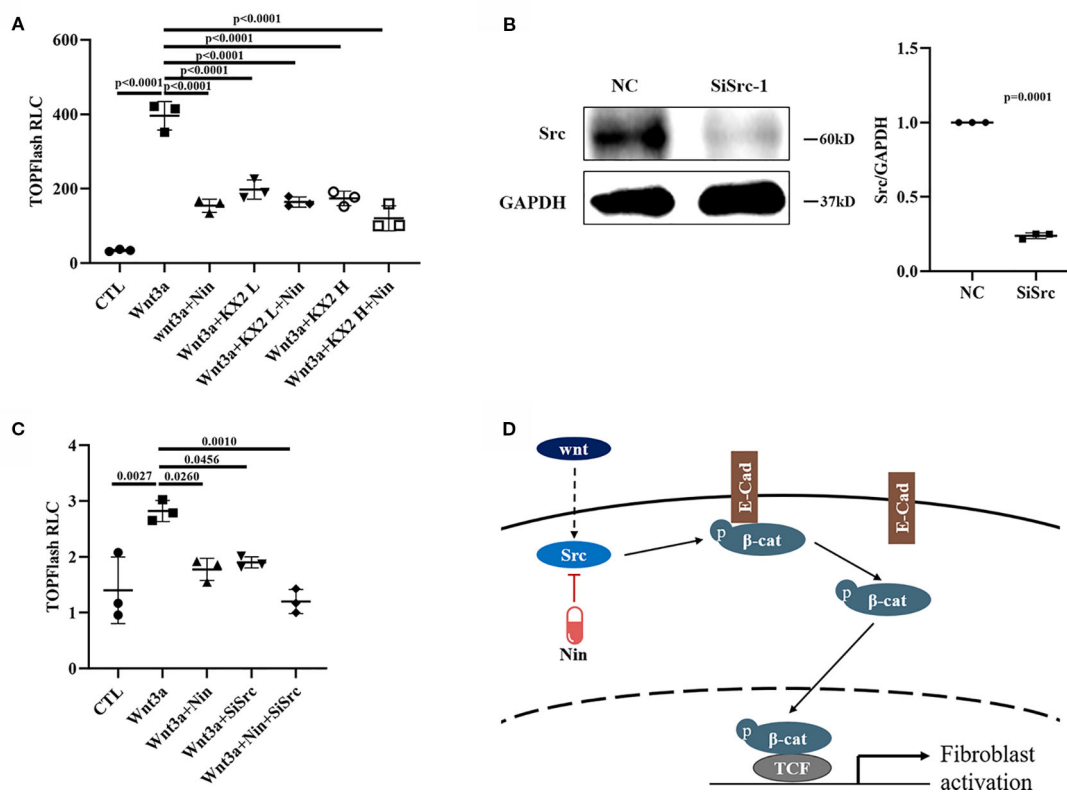 A
p<0.0001
p<0.0001
p<0.0001
p<0.0001
p<0.0001
p<0.0001
TOPFlash RLC
600
400
200
0
CTL
Wnt3a
wnt3a+Nin
Wnt3a+KX2 L
Wnt3a+KX2 L+Nin
Wnt3a+KX2 H
Wnt3a+KX2 H+Nin
B
NC SiSrc-1
Src
60kD
GAPDH
37kD
Src/GAPDH
1.5
1.0
0.5
0.0
p=0.0001
NC SiSrc
C
0.0010
0.0456
0.0027 0.0260
TOPFlash RLC
4
3
2
1
0
CTL
Wnt3a
Wnt3a+Nin
Wnt3a+SiSrc
Wnt3a+Nin+SiSrc
D
wnt
E-Cad
E-Cad
Src
p
β-cat
p
β-cat
Nin
p
β-cat
TCF
Fibroblast
activation